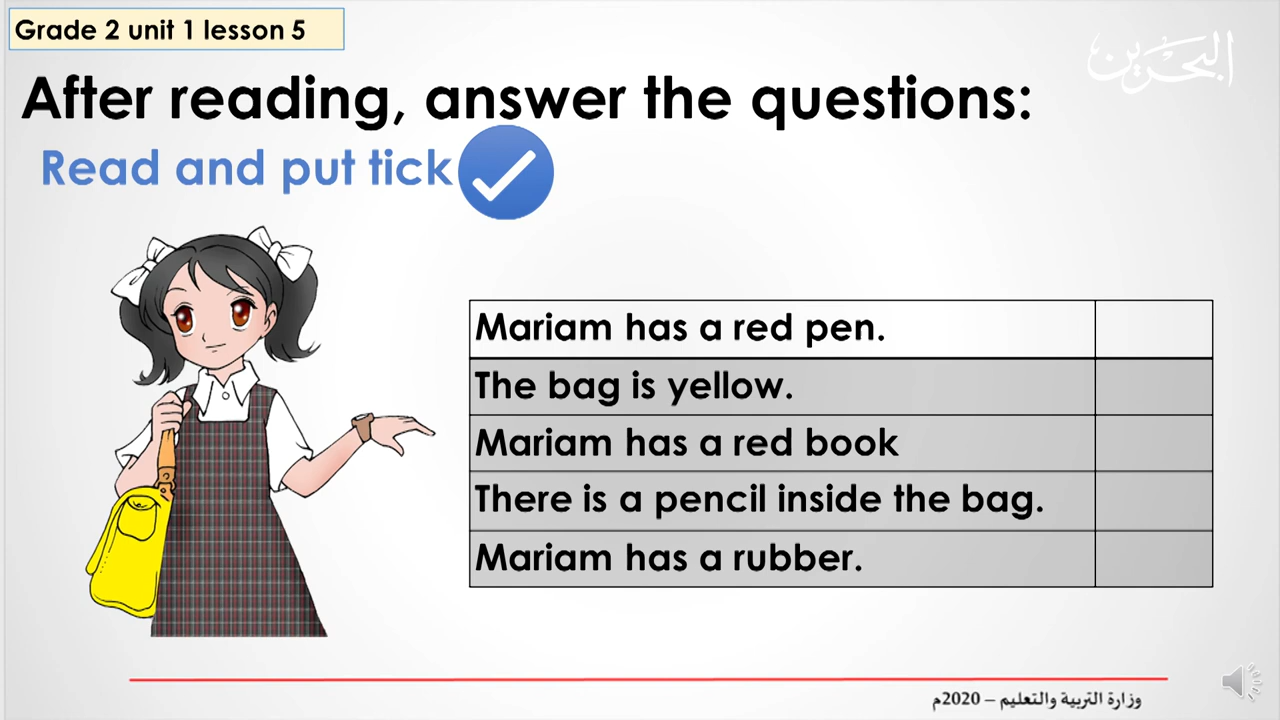 Grade 2 unit 1 lesson 5
البحرين
After reading, answer the questions:
Read and put tick
Mariam has a red pen.
The bag is yellow.
Mariam has a red book
There is a pencil inside the bag.
Mariam has a rubber.
وزارة التربية والتعليم – 2020م